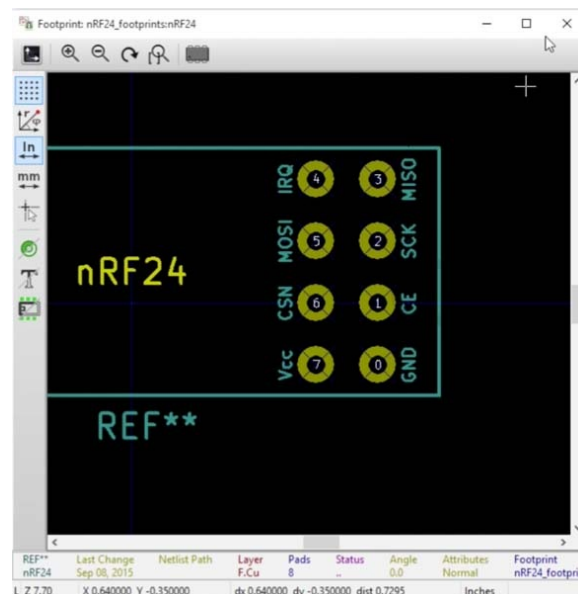 Footprint: nRF24_footprints:nRF24
In
mm
IRQ 4 3 MISO
MOSI 5 2 SCK
nRF24
CSN 6 1 CE
Vcc 7 0 GND
REF**
REF** Last Change Netlist Path Layer Pads Status Angle Attributes Footprint
nRF24 Sep 08, 2015 F.Cu 8 .. 0.0 Normal nRF24_footpri
Z 7.70 X 0.640000 Y -0.350000 dx 0.640000 dy -0.350000 dist 0.7295 Inches